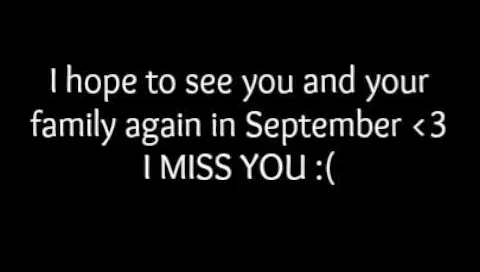 I hope to see you and your
family again in September <3
I MISS YOU :(